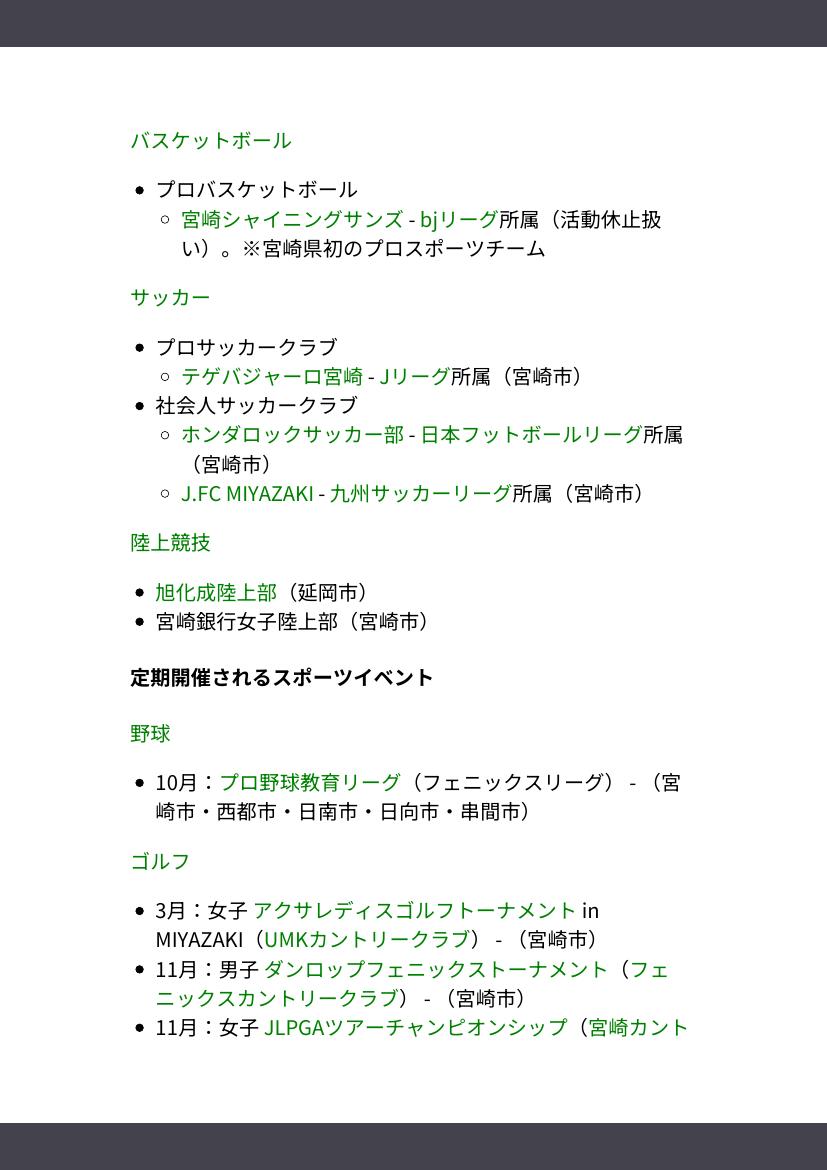 バスケットボール
プロバスケットボール
宮崎シャイニングサンズ - bjリーグ所属（活動休止扱
い）。※宮崎県初のプロスポーツチーム
サッカー
プロサッカークラブ
テゲバジャーロ宮崎 - Jリーグ所属（宮崎市）
社会人サッカークラブ
ホンダロックサッカー部 - 日本フットボールリーグ所属
（宮崎市）
J.FC MIYAZAKI - 九州サッカーリーグ所属（宮崎市）
陸上競技
旭化成陸上部（延岡市）
宮崎銀行女子陸上部（宮崎市）
定期開催されるスポーツイベント
野球
10月：プロ野球教育リーグ（フェニックスリーグ） - （宮
崎市・西都市・日南市・日向市・串間市）
ゴルフ
3月：女子 アクサレディスゴルフトーナメント in
MIYAZAKI（UMKカントリークラブ） - （宮崎市）
11月：男子 ダンロップフェニックストーナメント（フェ
ニックスカントリークラブ） - （宮崎市）
11月：女子 JLPGAツアーチャンピオンシップ（宮崎カント